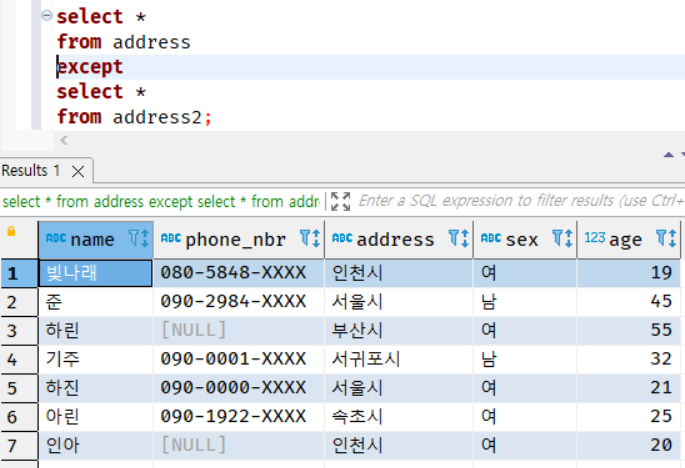 select *
from address
except
select *
from address2;
Results 1
select * from address except select * from addr
Enter a SQL expression to filter results (use Ctrl+
ABC name ABC phone_nbr ABC address ABC sex 123 age
1 빛나래 080-5848-XXXX 인천시 여 19
2 준 090-2984-XXXX 서울시 남 45
3 하린 [NULL] 부산시 여 55
4 기주 090-0001-XXXX 서귀포시 남 32
5 하진 090-0000-XXXX 서울시 여 21
6 아린 090-1922-XXXX 속초시 여 25
7 인아 [NULL] 인천시 여 20